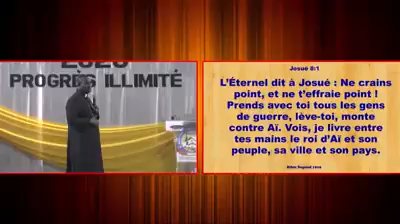 2026
PROGRÈS ILLIMITÉ
Josué 8:1
L'Éternel dit à Josué : Ne crains
point, et ne t'effraie point !
Prends avec toi tous les gens
de guerre, lève-toi, monte
contre Aï. Vois, je livre entre
tes mains le roi d'Aï et son
peuple, sa ville et son pays.